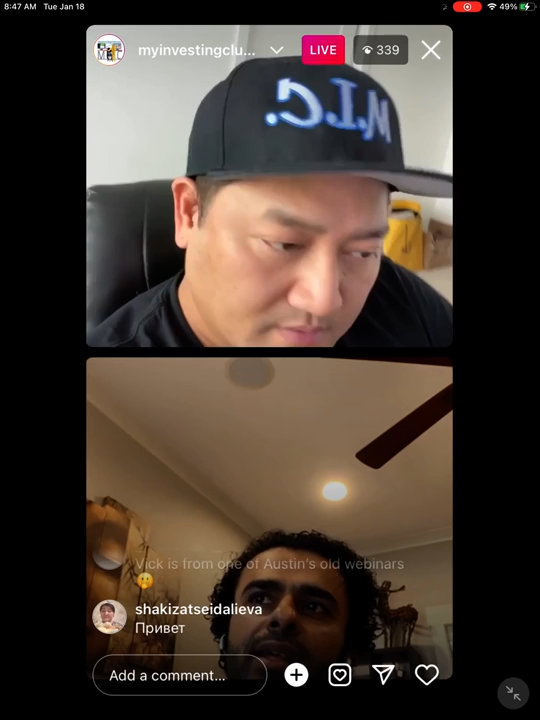 8:47 AM Tue Jan 18
49%
myinvestingclu...
LIVE
339
M.I.C.
Vick is from one of Austin's old webinars
🤫
shakizatseidalieva
Привет
Add a comment...